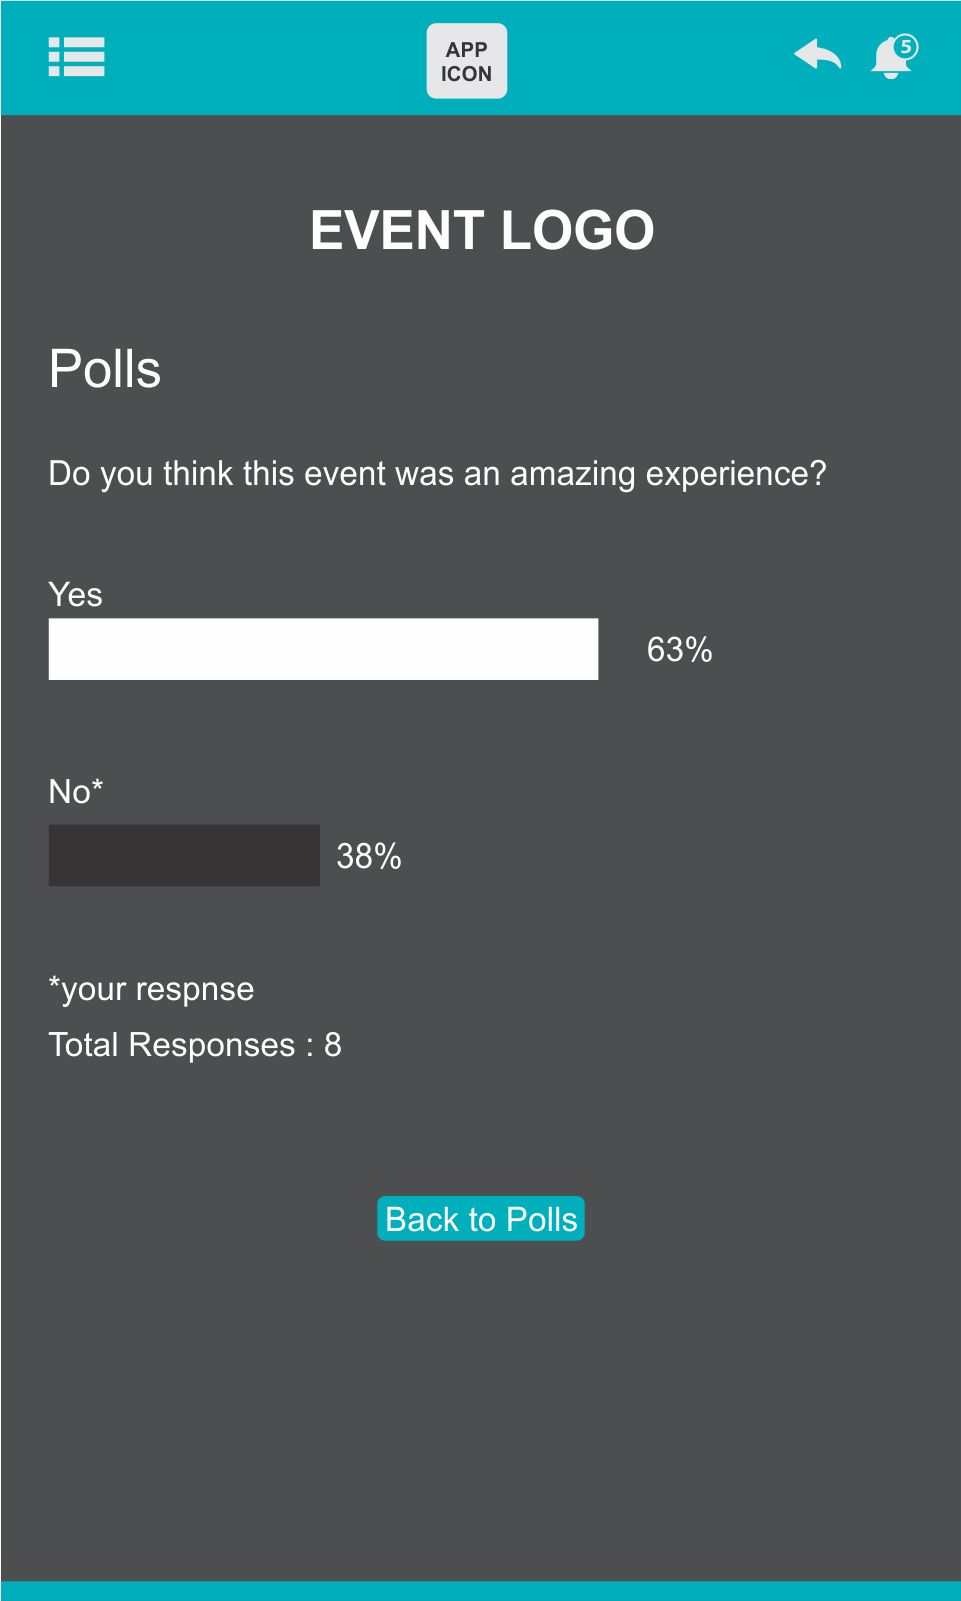 APP
ICON
5
EVENT LOGO
Polls
Do you think this event was an amazing experience?
Yes
63%
No*
38%
*your respnse
Total Responses : 8
Back to Polls